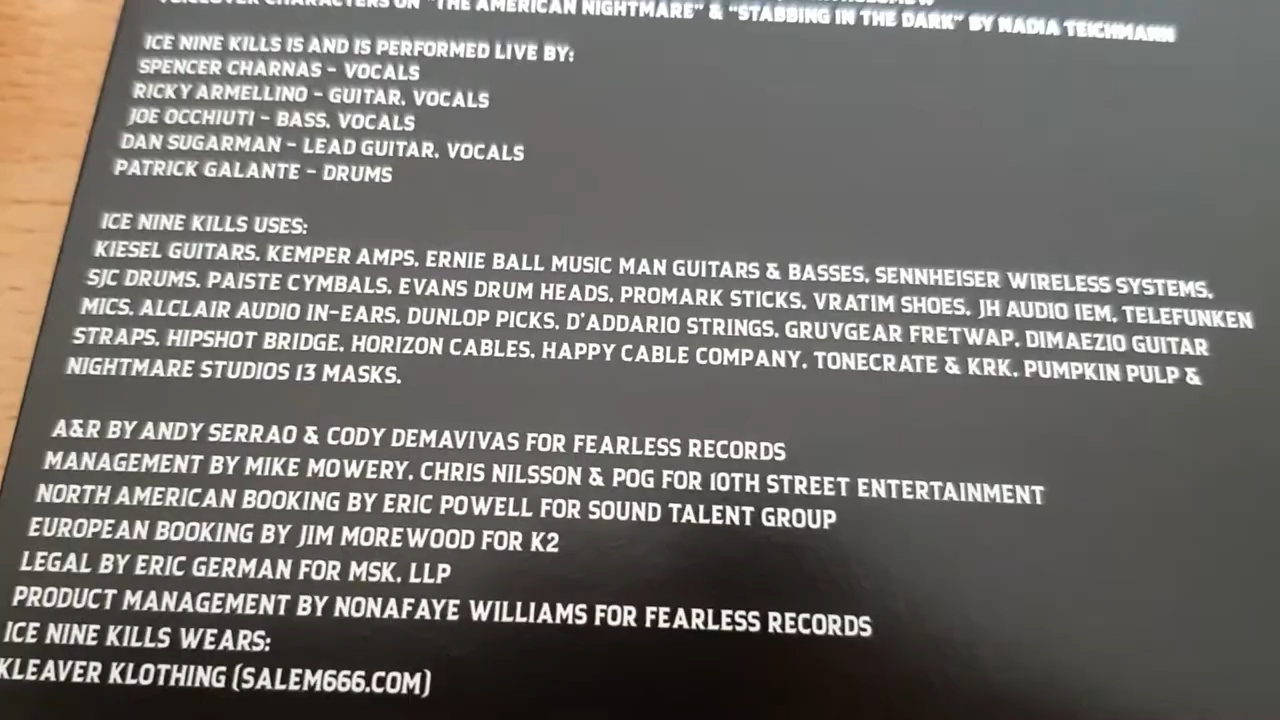 VOICEOVER CHARACTERS ON "THE AMERICAN NIGHTMARE" & "STABBING IN THE DARK" BY NADIA TEICHMANN
ICE NINE KILLS IS AND IS PERFORMED LIVE BY:
SPENCER CHARNAS - VOCALS
RICKY ARMELLINO - GUITAR, VOCALS
JOE OCCHIUTI - BASS, VOCALS
DAN SUGARMAN - LEAD GUITAR, VOCALS
PATRICK GALANTE - DRUMS
ICE NINE KILLS USES:
KIESEL GUITARS, KEMPER AMPS, ERNIE BALL MUSIC MAN GUITARS & BASSES, SENNHEISER WIRELESS SYSTEMS,
SJC DRUMS, PAISTE CYMBALS, EVANS DRUM HEADS, PROMARK STICKS, VRATIM SHOES, JH AUDIO IEM, TELEFUNKEN
MICS, ALCLAIR AUDIO IN-EARS, DUNLOP PICKS, D'ADDARIO STRINGS, GRUVGEAR FRETWAP, DIMAEZIO GUITAR
STRAPS, HIPSHOT BRIDGE, HORIZON CABLES, HAPPY CABLE COMPANY, TONECRATE & KRK, PUMPKIN PULP &
NIGHTMARE STUDIOS 13 MASKS.
A&R BY ANDY SERRAO & CODY DEMAVIVAS FOR FEARLESS RECORDS
MANAGEMENT BY MIKE MOWERY, CHRIS NILSSON & POG FOR 10TH STREET ENTERTAINMENT
NORTH AMERICAN BOOKING BY ERIC POWELL FOR SOUND TALENT GROUP
EUROPEAN BOOKING BY JIM MOREWOOD FOR K2
LEGAL BY ERIC GERMAN FOR MSK, LLP
PRODUCT MANAGEMENT BY NONAFAYE WILLIAMS FOR FEARLESS RECORDS
ICE NINE KILLS WEARS:
KLEAVER KLOTHING (SALEM666.COM)